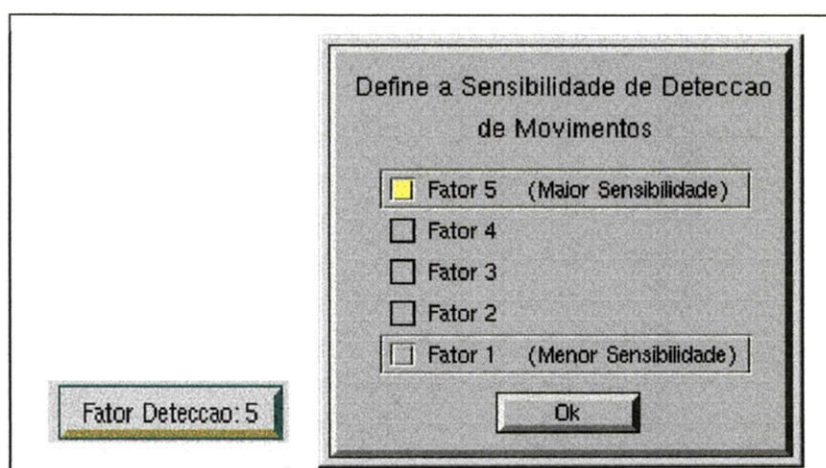 Define a Sensibilidade de Deteccao
de Movimentos
Fator 5 (Maior Sensibilidade)
Fator 4
Fator 3
Fator 2
Fator 1 (Menor Sensibilidade)
Ok
Fator Deteccao: 5